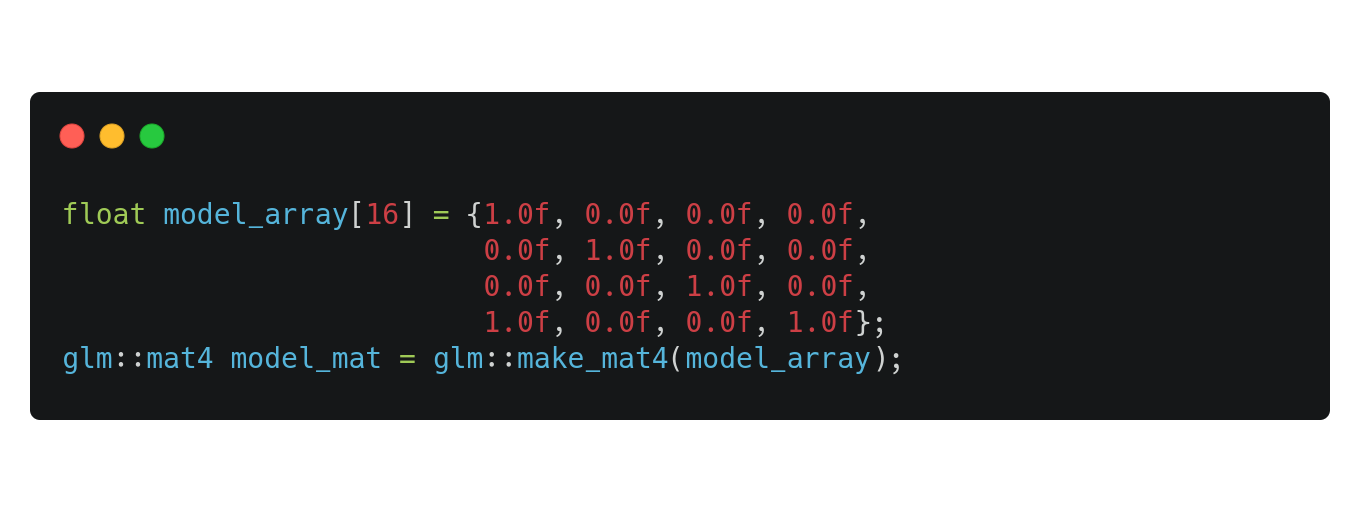 float model_array[16] = {1.0f, 0.0f, 0.0f, 0.0f,
                         0.0f, 1.0f, 0.0f, 0.0f,
                         0.0f, 0.0f, 1.0f, 0.0f,
                         1.0f, 0.0f, 0.0f, 1.0f};
glm::mat4 model_mat = glm::make_mat4(model_array);